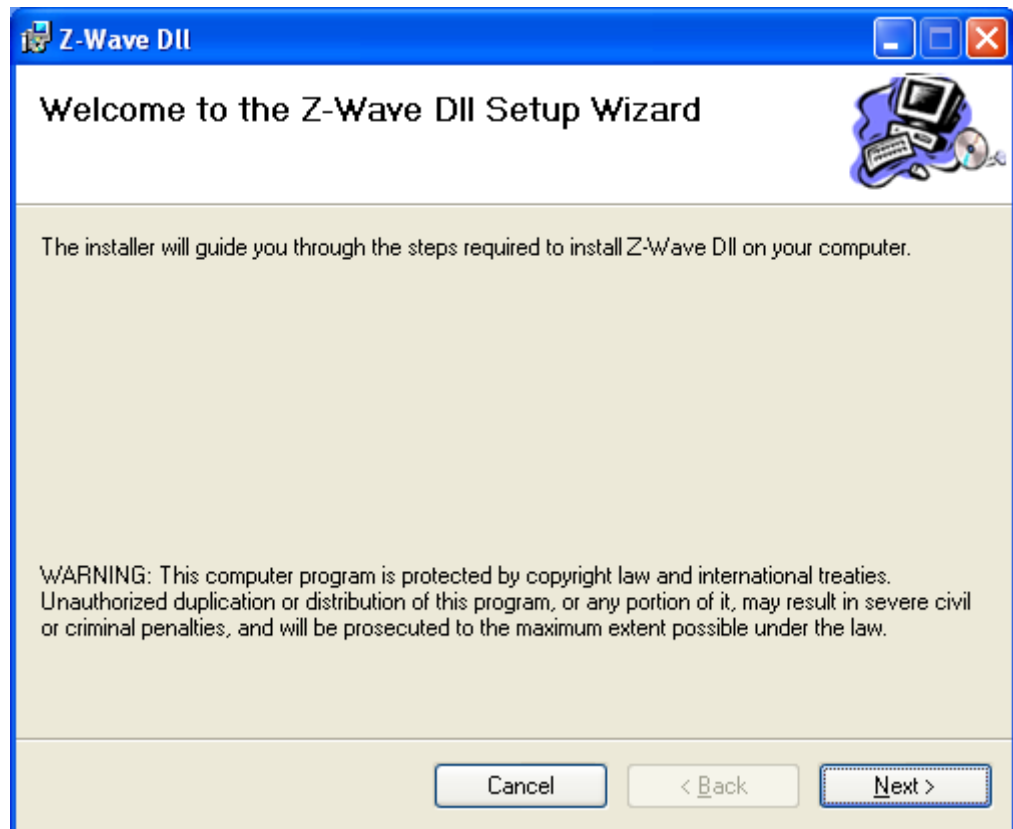 Z-Wave Dll
Welcome to the Z-Wave Dll Setup Wizard
The installer will guide you through the steps required to install Z-Wave Dll on your computer.
WARNING: This computer program is protected by copyright law and international treaties.
Unauthorized duplication or distribution of this program, or any portion of it, may result in severe civil
or criminal penalties, and will be prosecuted to the maximum extent possible under the law.
Cancel
< Back
Next >